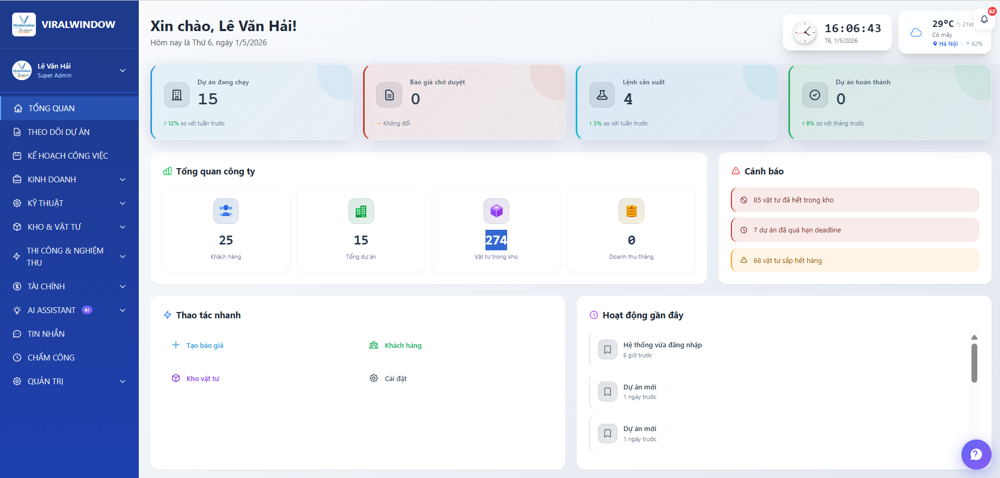 VIRALWINDOW
Lê Văn Hải
Super Admin
TỔNG QUAN
THEO DÕI DỰ ÁN
KẾ HOẠCH CÔNG VIỆC
KINH DOANH
KỸ THUẬT
KHO & VẬT TƯ
THI CÔNG & NGHIỆM
THU
TÀI CHÍNH
AI ASSISTANT AI
TIN NHẮN
CHẤM CÔNG
QUẢN TRỊ
Xin chào, Lê Văn Hải!
Hôm nay là Thứ 6, ngày 1/5/2026
16:06:43
T6, 1/5/2026
29°C
Có mây
Hà Nội · 62%
62
Dự án đang chạy
15
↑ 12% so với tuần trước
Báo giá chờ duyệt
0
→ Không đổi
Lệnh sản xuất
4
↑ 5% so với tuần trước
Dự án hoàn thành
0
↑ 8% so với tháng trước
Tổng quan công ty
25
Khách hàng
15
Tổng dự án
274
Vật tư trong kho
0
Doanh thu tháng
Cảnh báo
85 vật tư đã hết trong kho
7 dự án đã quá hạn deadline
68 vật tư sắp hết hàng
Thao tác nhanh
Tạo báo giá
Khách hàng
Kho vật tư
Cài đặt
Hoạt động gần đây
Hệ thống vừa đăng nhập
6 giờ trước
Dự án mới
1 ngày trước
Dự án mới
1 ngày trước